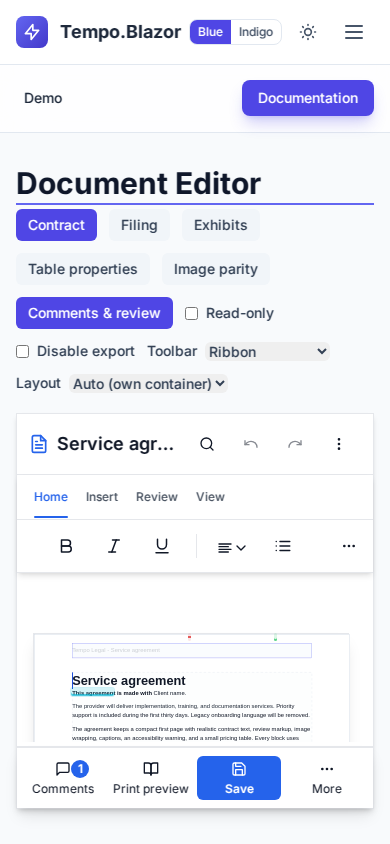 Tempo.Blazor Blue Indigo
Demo Documentation
Document Editor
Contract Filing Exhibits
Table properties Image parity
Comments & review Read-only
Disable export Toolbar Ribbon
Layout Auto (own container)
Service agr...
Home Insert Review View
B I U
Tempo Legal · Service agreement
Service agreement
This agreement is made with Client name.
The provider will deliver implementation, training, and documentation services. Priority
support is included during the first thirty days. Legacy onboarding language will be removed.
The agreement keeps a compact first page with realistic contract text, review markup, image
wrapping, captions, an accessibility warning, and a small pricing table. Every block uses
Comments 1 Print preview Save More